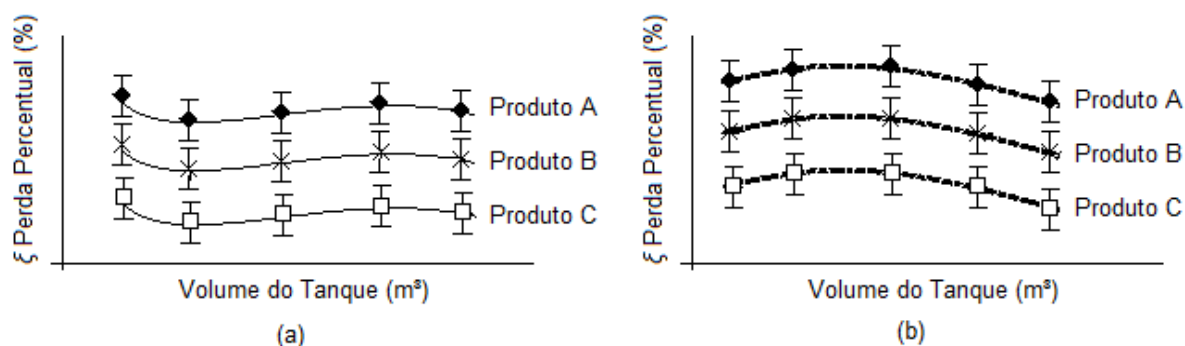 ξ Perda Percentual (%)
Produto A
Produto B
Produto C
Volume do Tanque (m³)
(a)
ξ Perda Percentual (%)
Produto A
Produto B
Produto C
Volume do Tanque (m³)
(b)